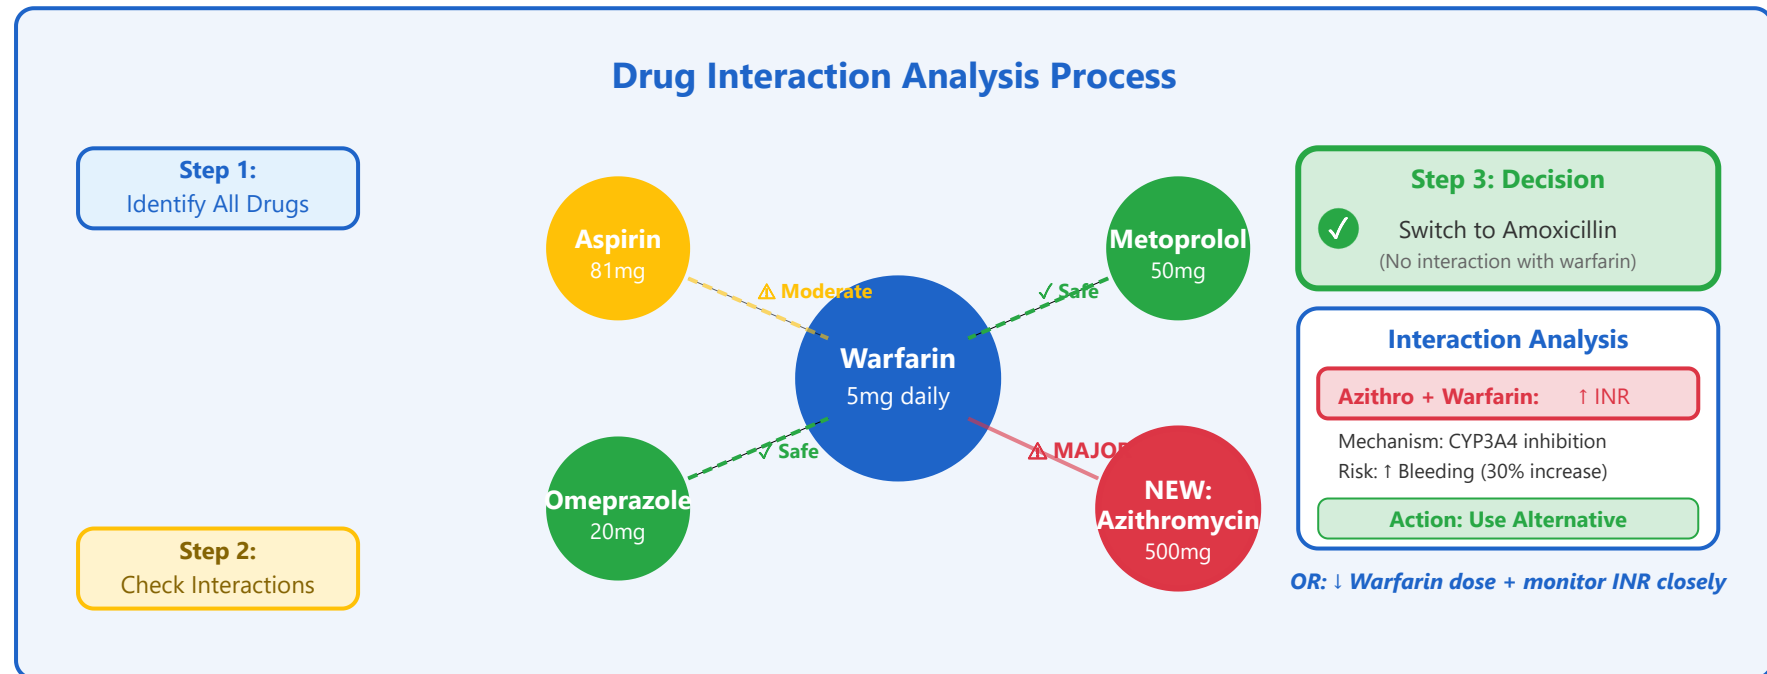 Drug Interaction Analysis Process
Step 1:
Identify All Drugs
Step 2:
Check Interactions
Aspirin
81mg
⚠ Moderate
Metoprolol
50mg
✓ Safe
Warfarin
5mg daily
Omeprazole
20mg
✓ Safe
⚠ MAJOR
NEW:
Azithromycin
500mg
Step 3: Decision
✓ Switch to Amoxicillin
(No interaction with warfarin)
Interaction Analysis
Azithro + Warfarin: ↑ INR
Mechanism: CYP3A4 inhibition
Risk: ↑ Bleeding (30% increase)
Action: Use Alternative
OR: ↓ Warfarin dose + monitor INR closely